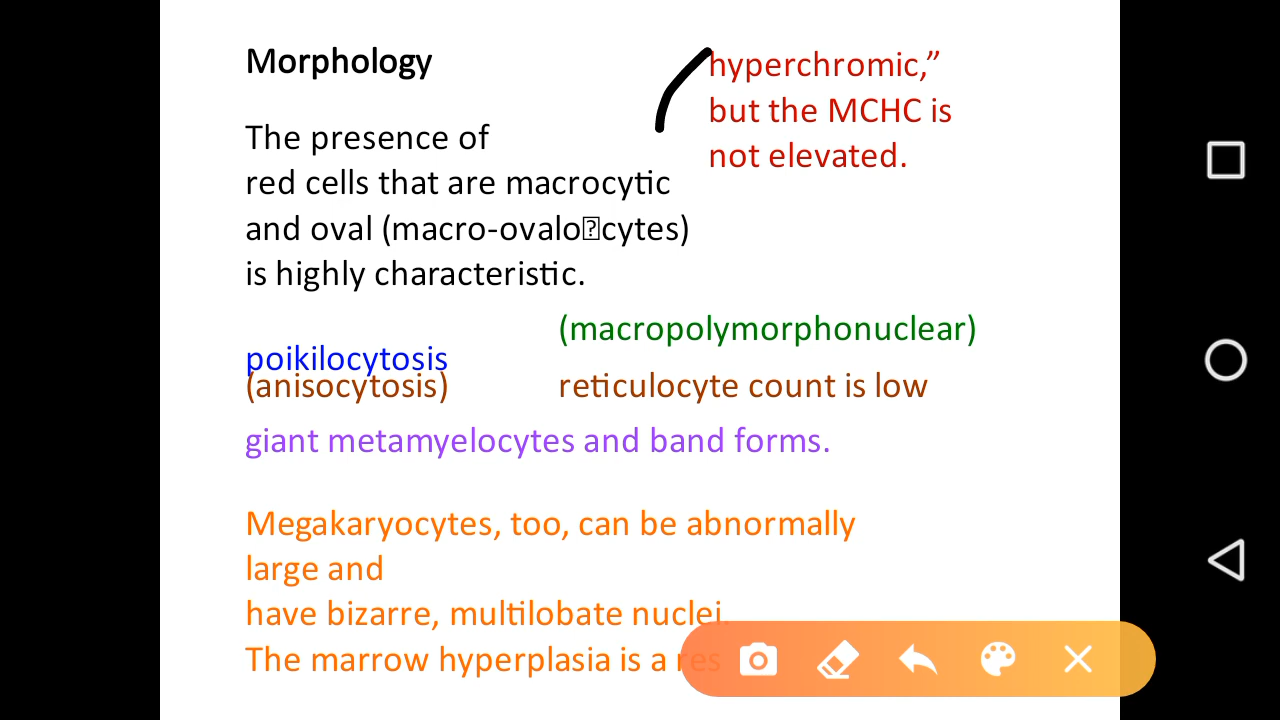 Morphology
hyperchromic,”
but the MCHC is
not elevated.
The presence of
red cells that are macrocytic
and oval (macro-ovalo�cytes)
is highly characteristic.
(macropolymorphonuclear)
poikilocytosis
(anisocytosis)
reticulocyte count is low
giant metamyelocytes and band forms.
Megakaryocytes, too, can be abnormally
large and
have bizarre, multilobate nuclei.
The marrow hyperplasia is a res